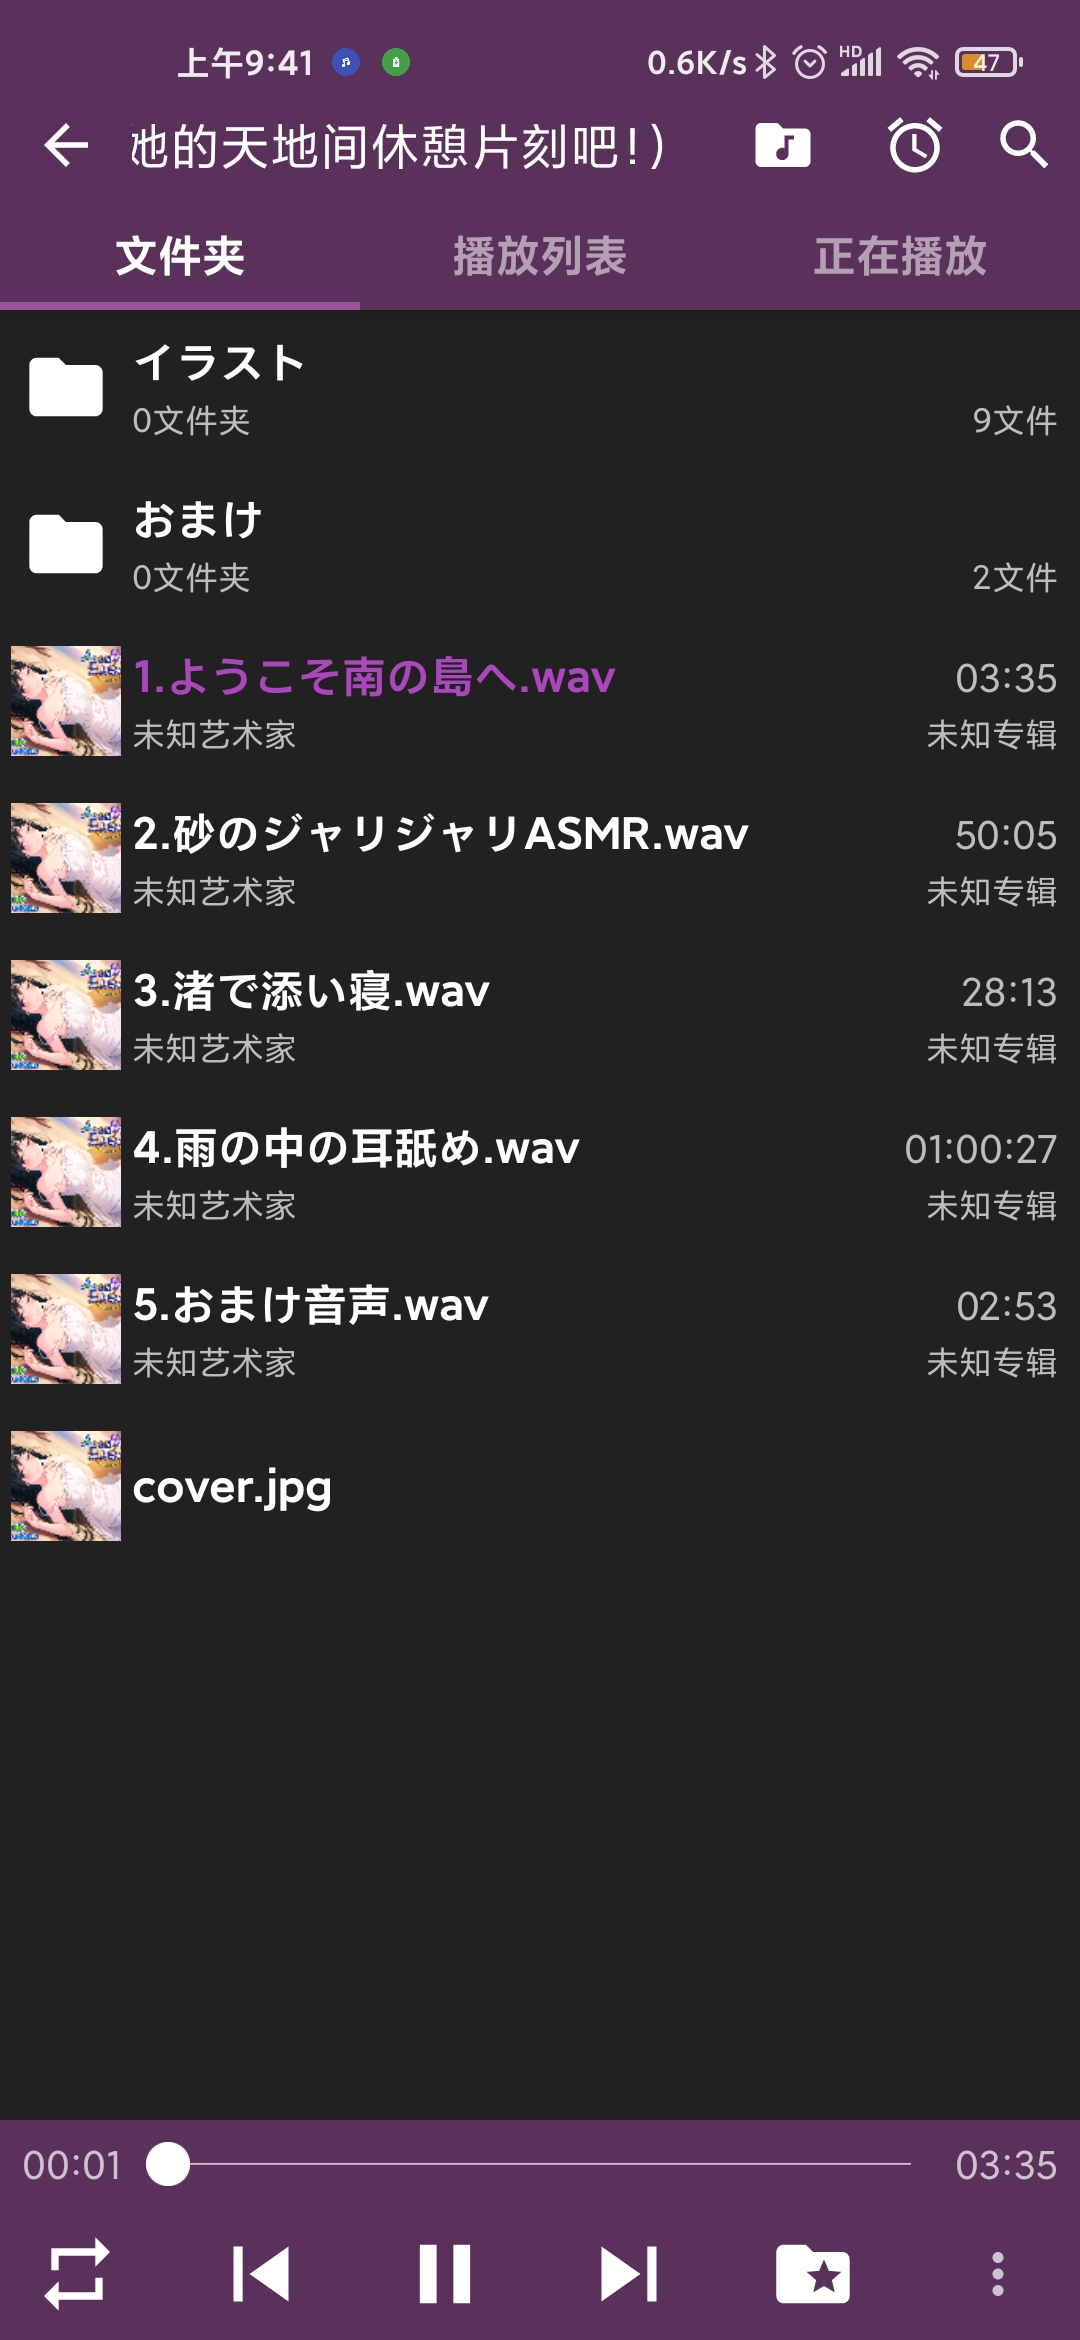 上午9:41
0.6K/s HD 47
她的天地间休憩片刻吧!)
文件夹 播放列表 正在播放
イラスト
0文件夹 9文件
おまけ
0文件夹 2文件
1.ようこそ南の島へ.wav 03:35
未知艺术家 未知专辑
2.砂のジャリジャリASMR.wav 50:05
未知艺术家 未知专辑
3.渚で添い寝.wav 28:13
未知艺术家 未知专辑
4.雨の中の耳舐め.wav 01:00:27
未知艺术家 未知专辑
5.おまけ音声.wav 02:53
未知艺术家 未知专辑
cover.jpg
00:01 03:35